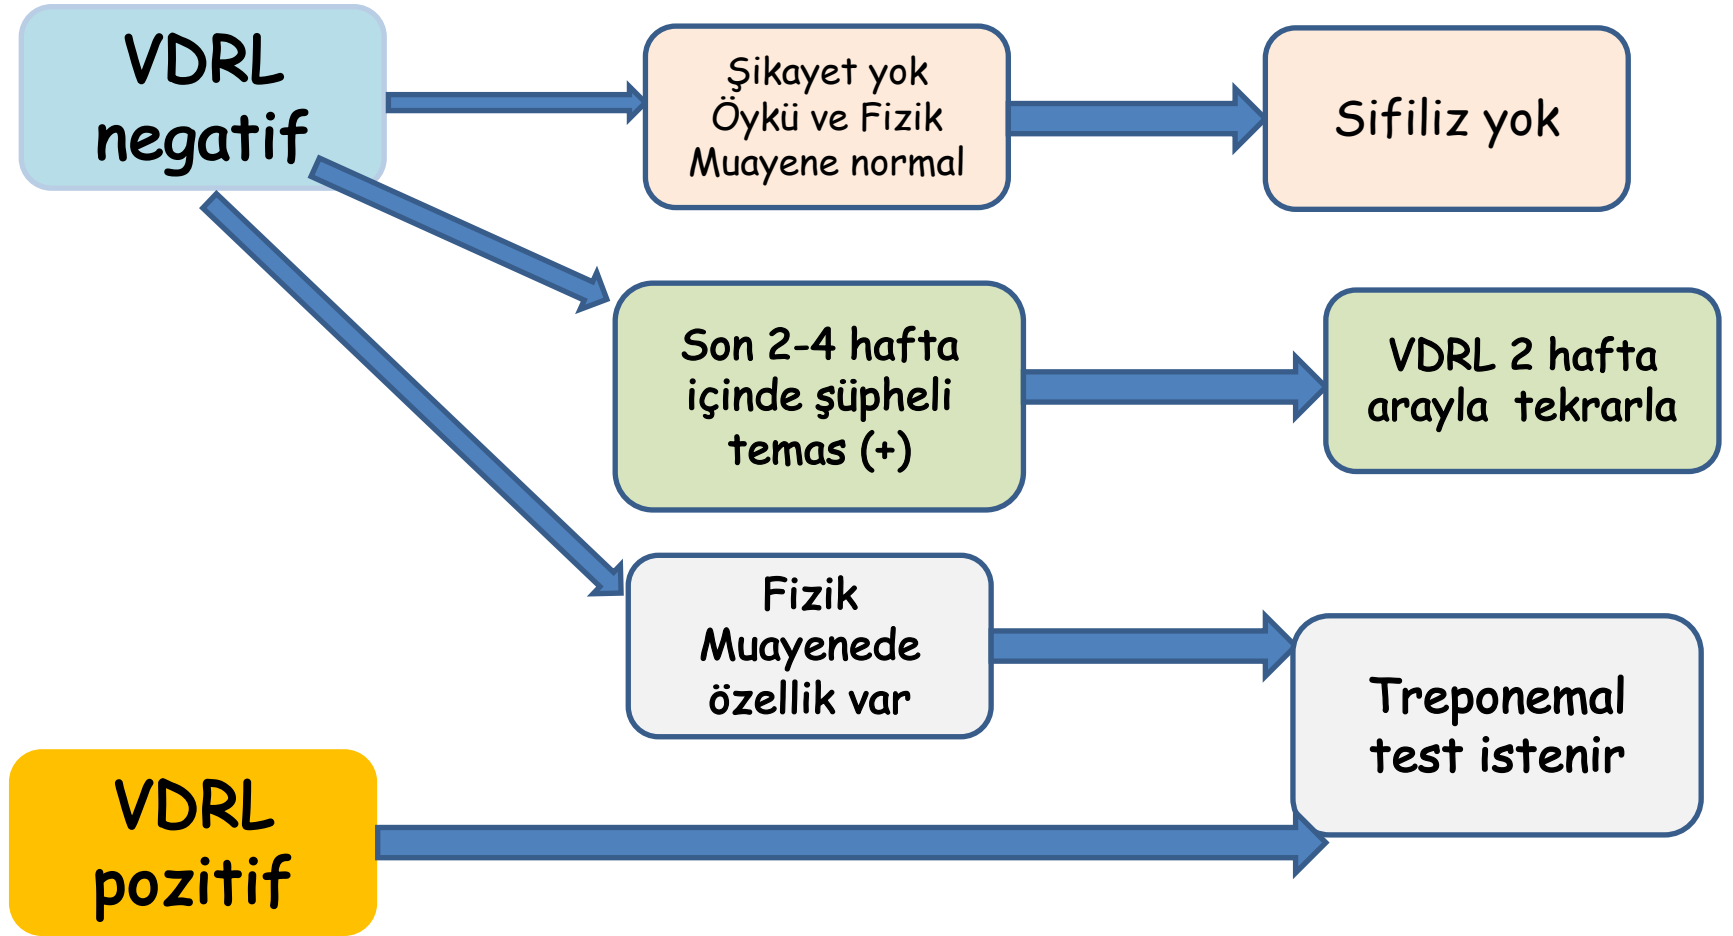 VDRL
negatif
Şikayet yok
Öykü ve Fizik
Muayene normal
Sifiliz yok
Son 2-4 hafta
içinde şüpheli
temas (+)
VDRL 2 hafta
arayla tekrarla
Fizik
Muayenede
özellik var
Treponemal
test istenir
VDRL
pozitif